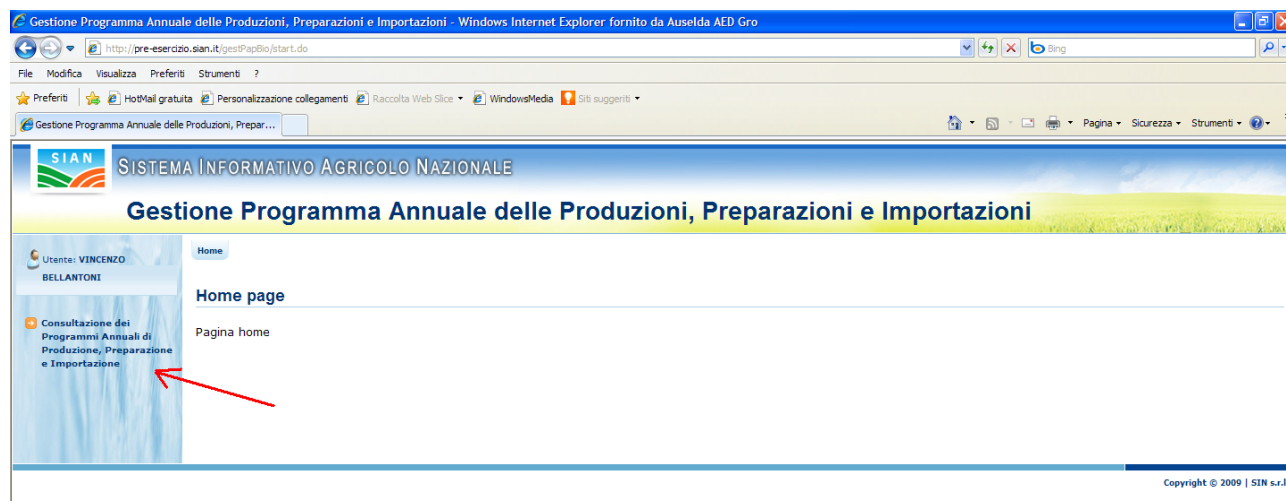 Gestione Programma Annuale delle Produzioni, Preparazioni e Importazioni - Windows Internet Explorer fornito da Auselda AED Gro
http://pre-esercizio.sian.it/gestPapBio/start.do
Bing
File Modifica Visualizza Preferiti Strumenti ?
Preferiti HotMail gratuita Personalizzazione collegamenti Raccolta Web Slice WindowsMedia Siti suggeriti
Gestione Programma Annuale delle Produzioni, Prepar...
Pagina Sicurezza Strumenti
SIAN
SISTEMA INFORMATIVO AGRICOLO NAZIONALE
Gestione Programma Annuale delle Produzioni, Preparazioni e Importazioni
Utente: VINCENZO
BELLANTONI
Home
Home page
Pagina home
Consultazione dei
Programmi Annuali di
Produzione, Preparazione
e Importazione
Copyright © 2009 | SIN s.r.l